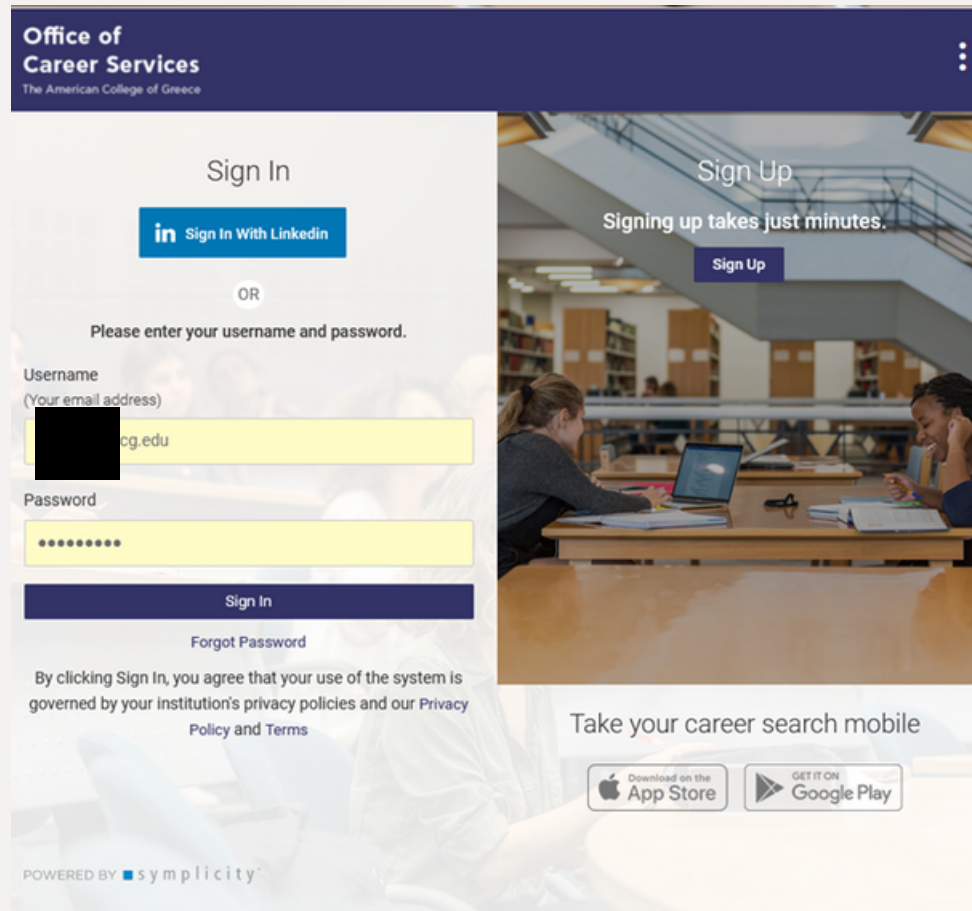 Office of
Career Services
The American College of Greece
Sign In
in Sign In With Linkedin
OR
Please enter your username and password.
Username
(Your email address)
cg.edu
Password
Sign In
Forgot Password
By clicking Sign In, you agree that your use of the system is
governed by your institution's privacy policies and our Privacy
Policy and Terms
POWERED BY symplicity
Sign Up
Signing up takes just minutes.
Sign Up
Take your career search mobile
Download on the
App Store
GET IT ON
Google Play